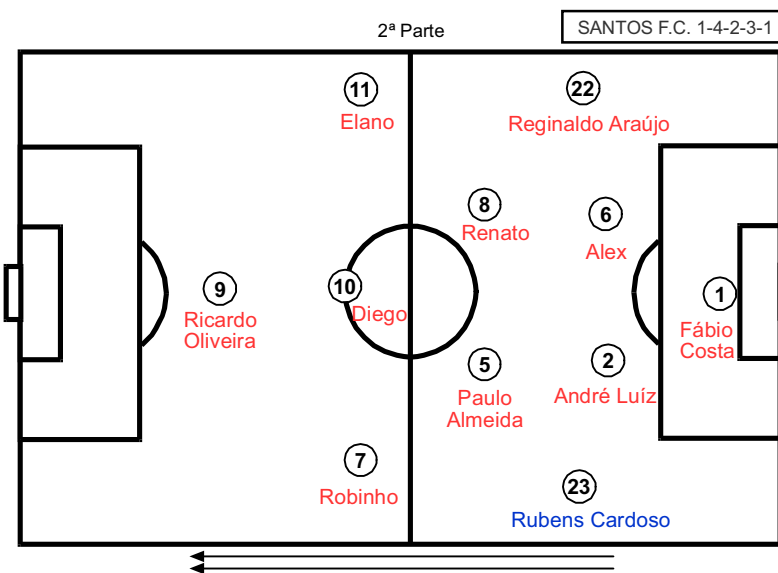 2ª Parte
SANTOS F.C. 1-4-2-3-1
11
Elano
22
Reginaldo Araújo
8
Renato
6
Alex
9
Ricardo
Oliveira
10
Diego
1
Fábio
Costa
5
Paulo
Almeida
2
André Luíz
7
Robinho
23
Rubens Cardoso